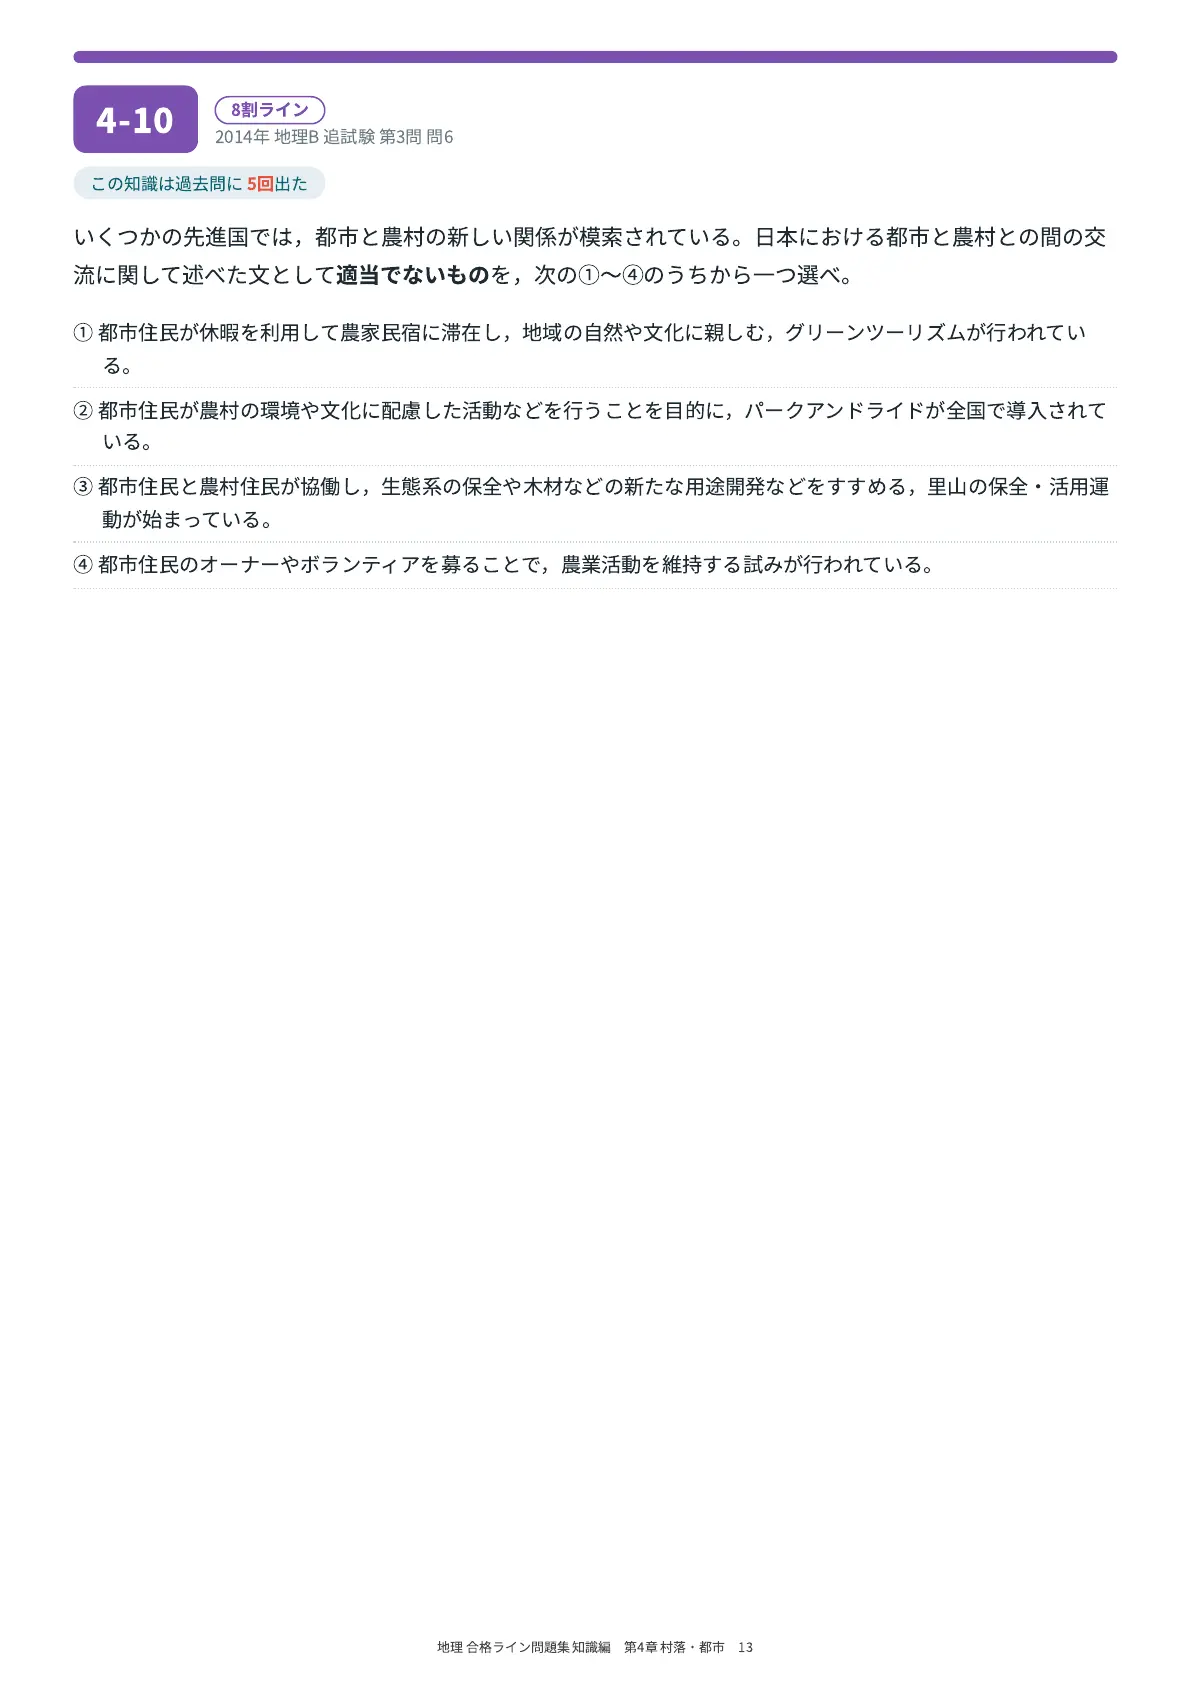 4-10
8割ライン
2014年 地理B 追試験 第3問 問6
この知識は過去問に 5回出た
いくつかの先進国では，都市と農村の新しい関係が模索されている。日本における都市と農村との間の交
流に関して述べた文として適当でないものを，次の①〜④のうちから一つ選べ。
① 都市住民が休暇を利用して農家民宿に滞在し，地域の自然や文化に親しむ，グリーンツーリズムが行われてい
る。
② 都市住民が農村の環境や文化に配慮した活動などを行うことを目的に，パークアンドライドが全国で導入されて
いる。
③ 都市住民と農村住民が協働し，生態系の保全や木材などの新たな用途開発などをすすめる，里山の保全・活用運
動が始まっている。
④ 都市住民のオーナーやボランティアを募ることで，農業活動を維持する試みが行われている。
地理 合格ライン問題集 知識編　第4章 村落・都市　13